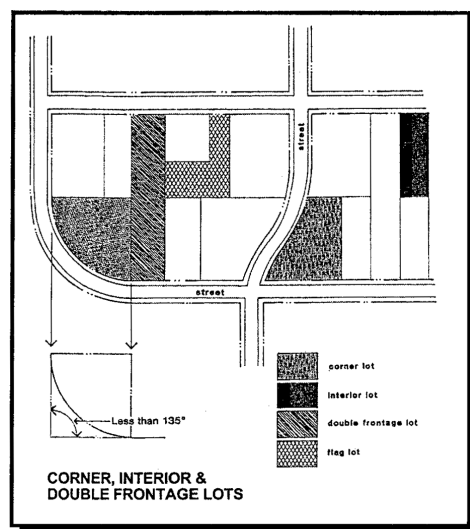 street
street
corner lot
interior lot
double frontage lot
flag lot
Less than 135°
CORNER, INTERIOR &
DOUBLE FRONTAGE LOTS